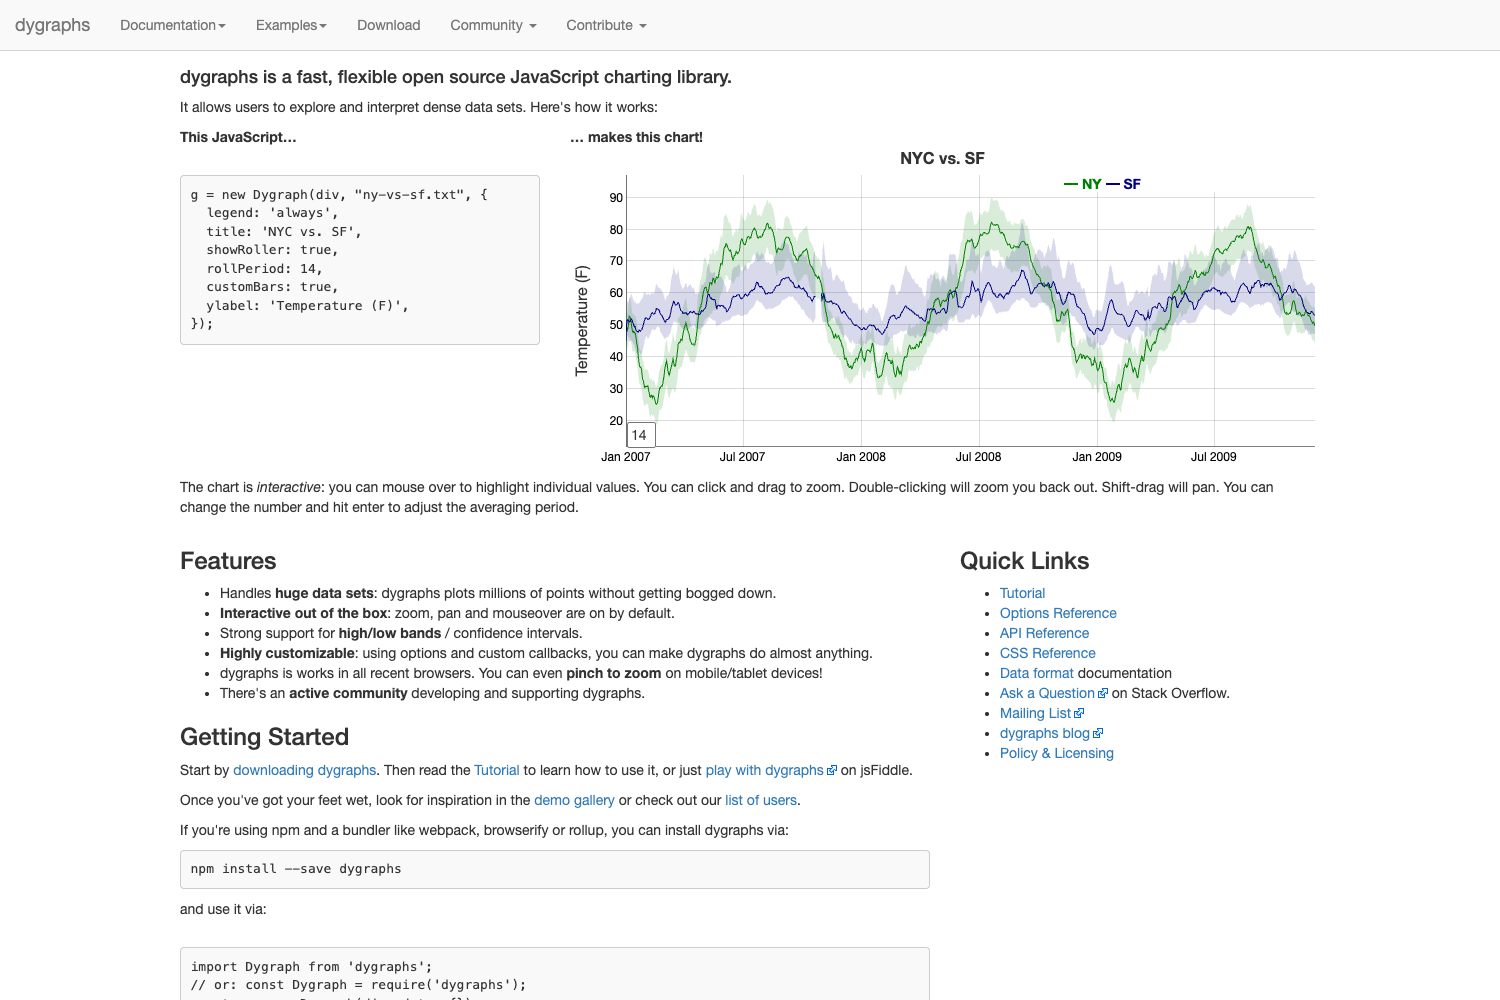 dygraphs Documentation Examples Download Community Contribute
dygraphs is a fast, flexible open source JavaScript charting library.
It allows users to explore and interpret dense data sets. Here's how it works:
This JavaScript...
g = new Dygraph(div, "ny-vs-sf.txt", {
legend: 'always',
title: 'NYC vs. SF',
showRoller: true,
rollPeriod: 14,
customBars: true,
ylabel: 'Temperature (F)',
});
... makes this chart!
NYC vs. SF
NY SF
Temperature (F)
90
80
70
60
50
40
30
20
14
Jan 2007 Jul 2007 Jan 2008 Jul 2008 Jan 2009 Jul 2009
The chart is interactive: you can mouse over to highlight individual values. You can click and drag to zoom. Double-clicking will zoom you back out. Shift-drag will pan. You can
change the number and hit enter to adjust the averaging period.
Features
• Handles huge data sets: dygraphs plots millions of points without getting bogged down.
• Interactive out of the box: zoom, pan and mouseover are on by default.
• Strong support for high/low bands / confidence intervals.
• Highly customizable: using options and custom callbacks, you can make dygraphs do almost anything.
• dygraphs is works in all recent browsers. You can even pinch to zoom on mobile/tablet devices!
• There's an active community developing and supporting dygraphs.
Getting Started
Start by downloading dygraphs. Then read the Tutorial to learn how to use it, or just play with dygraphs on jsFiddle.
Once you've got your feet wet, look for inspiration in the demo gallery or check out our list of users.
If you're using npm and a bundler like webpack, browserify or rollup, you can install dygraphs via:
npm install --save dygraphs
and use it via:
import Dygraph from 'dygraphs';
// or: const Dygraph = require('dygraphs');
Quick Links
• Tutorial
• Options Reference
• API Reference
• CSS Reference
• Data format documentation
• Ask a Question on Stack Overflow.
• Mailing List
• dygraphs blog
• Policy & Licensing